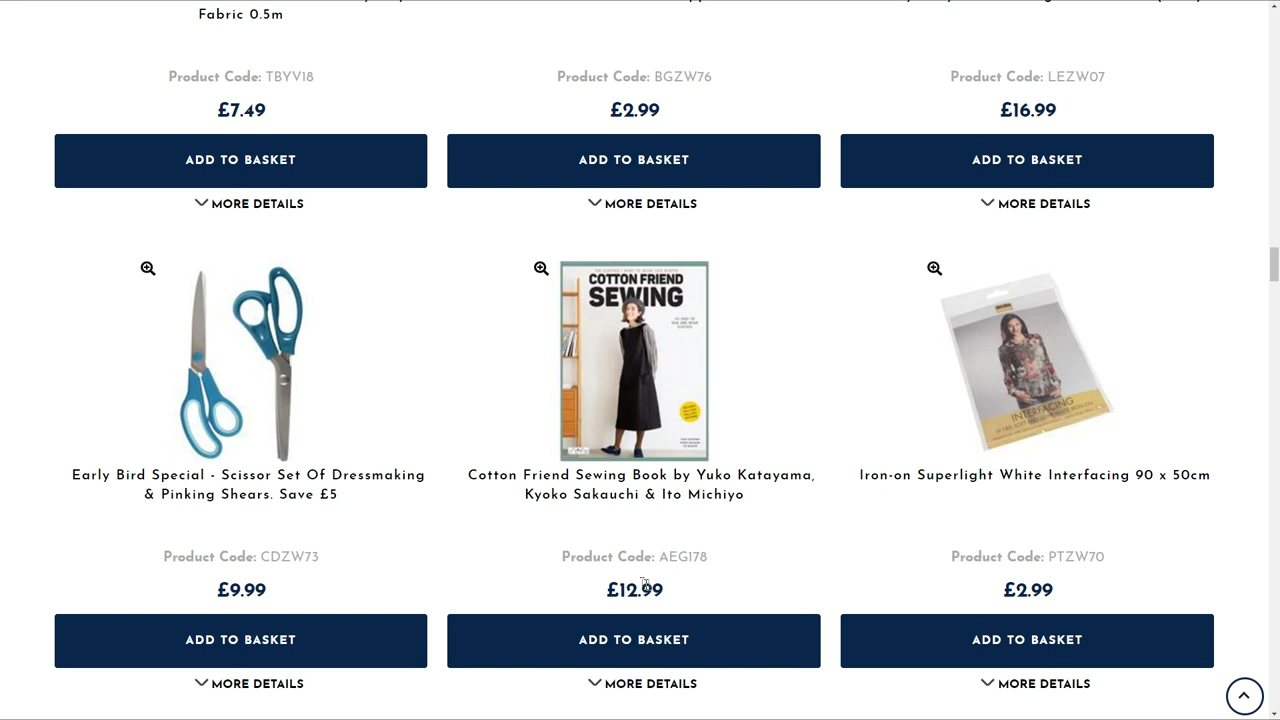 Fabric 0.5m
Product Code: TBYV18
Product Code: BGZW76
Product Code: LEZW07
£7.49
£2.99
£16.99
ADD TO BASKET
ADD TO BASKET
ADD TO BASKET
MORE DETAILS
MORE DETAILS
MORE DETAILS
COTTON FRIEND
SEWING
INTERFACING
Early Bird Special - Scissor Set Of Dressmaking
& Pinking Shears. Save £5
Cotton Friend Sewing Book by Yuko Katayama,
Kyoko Sakauchi & Ito Michiyo
Iron-on Superlight White Interfacing 90 x 50cm
Product Code: CDZW73
Product Code: AEG178
Product Code: PTZW70
£9.99
£12.99
£2.99
ADD TO BASKET
ADD TO BASKET
ADD TO BASKET
MORE DETAILS
MORE DETAILS
MORE DETAILS